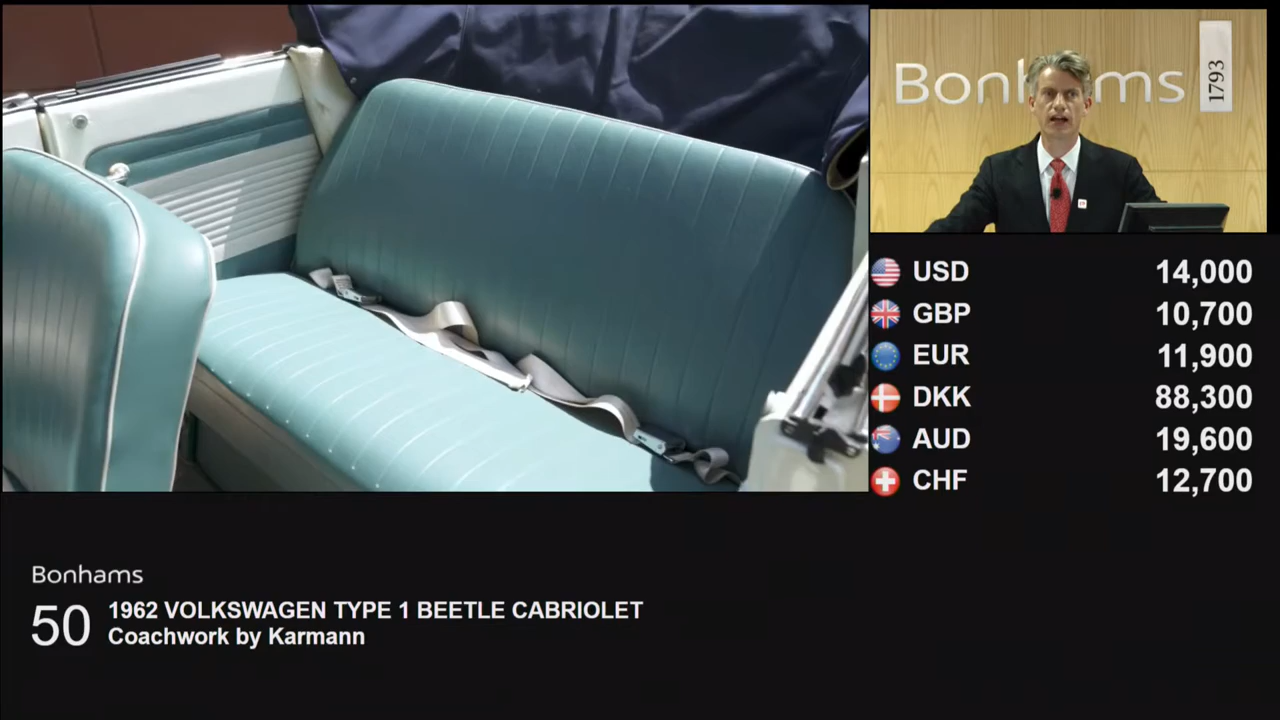 Bonhams
1793
USD 14,000
GBP 10,700
EUR 11,900
DKK 88,300
AUD 19,600
CHF 12,700
Bonhams
50
1962 VOLKSWAGEN TYPE 1 BEETLE CABRIOLET
Coachwork by Karmann